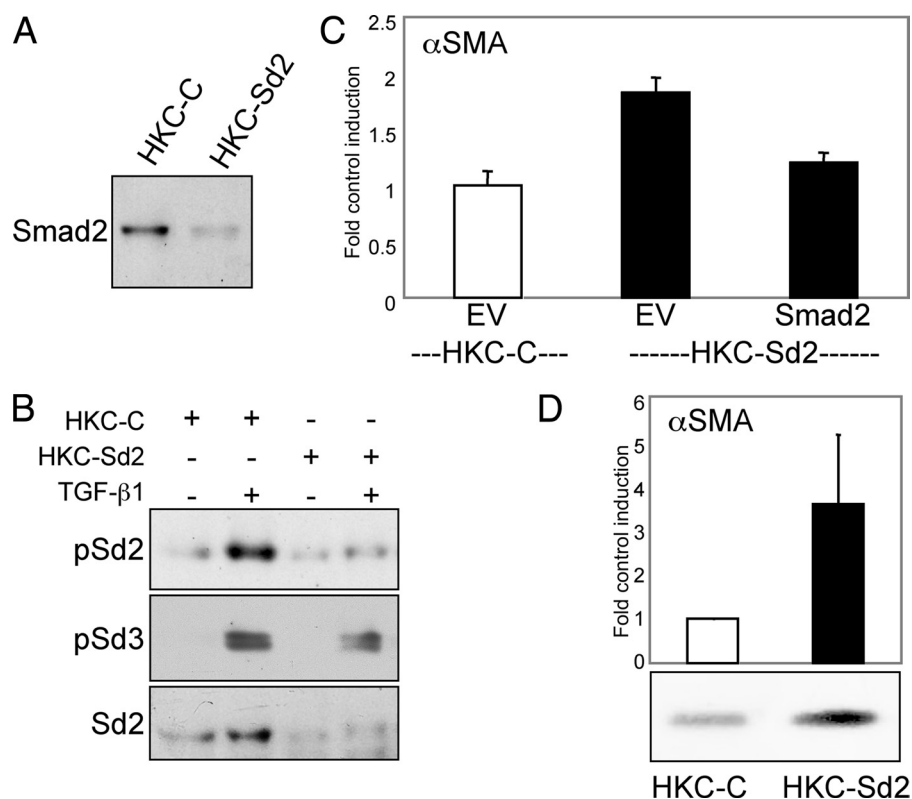 A
HKC-C
HKC-Sd2
Smad2
C
αSMA
Fold control induction
2.5
2
1.5
1
0.5
0
EV
EV
Smad2
---HKC-C---
------HKC-Sd2------
B
HKC-C + + - -
HKC-Sd2 - - + +
TGF-β1 - + - +
pSd2
pSd3
Sd2
D
αSMA
Fold control induction
6
5
4
3
2
1
0
HKC-C
HKC-Sd2